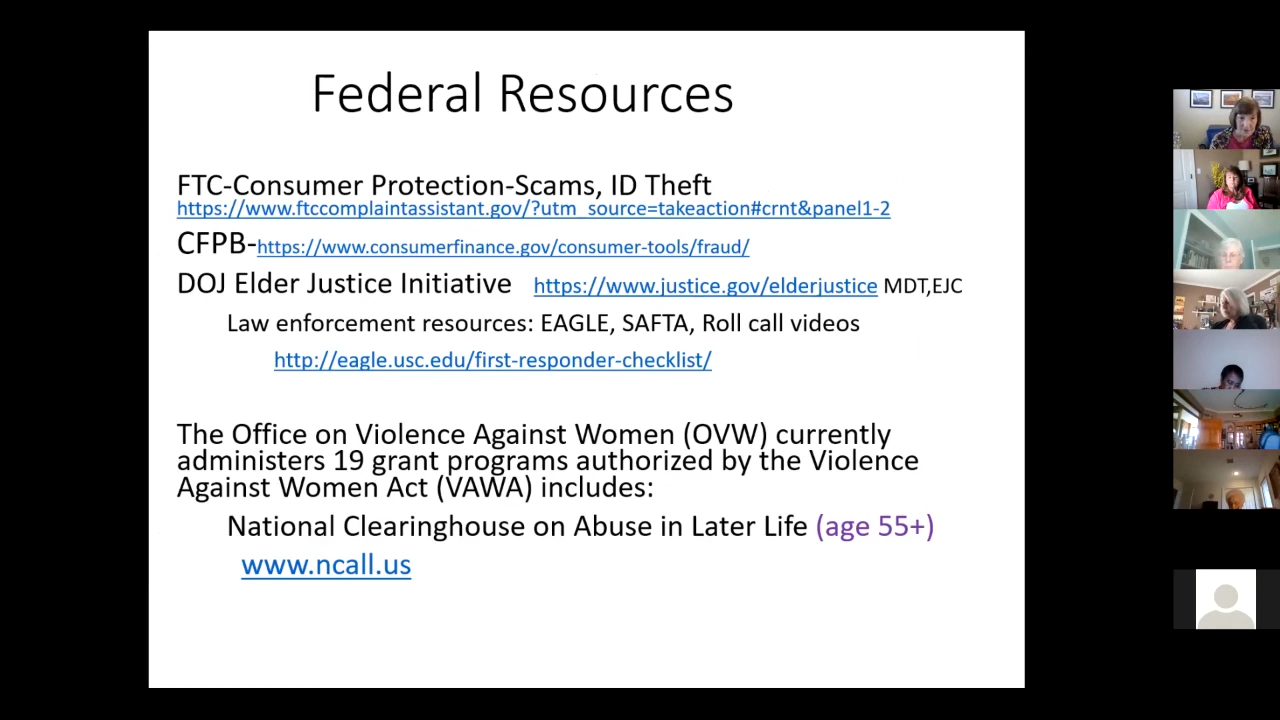 Federal Resources
FTC-Consumer Protection-Scams, ID Theft
https://www.ftccomplaintassistant.gov/?utm_source=takeaction#crnt&panel1-2
CFPB-https://www.consumerfinance.gov/consumer-tools/fraud/
DOJ Elder Justice Initiative https://www.justice.gov/elderjustice MDT,EJC
Law enforcement resources: EAGLE, SAFTA, Roll call videos
http://eagle.usc.edu/first-responder-checklist/
The Office on Violence Against Women (OVW) currently
administers 19 grant programs authorized by the Violence
Against Women Act (VAWA) includes:
National Clearinghouse on Abuse in Later Life (age 55+)
www.ncall.us